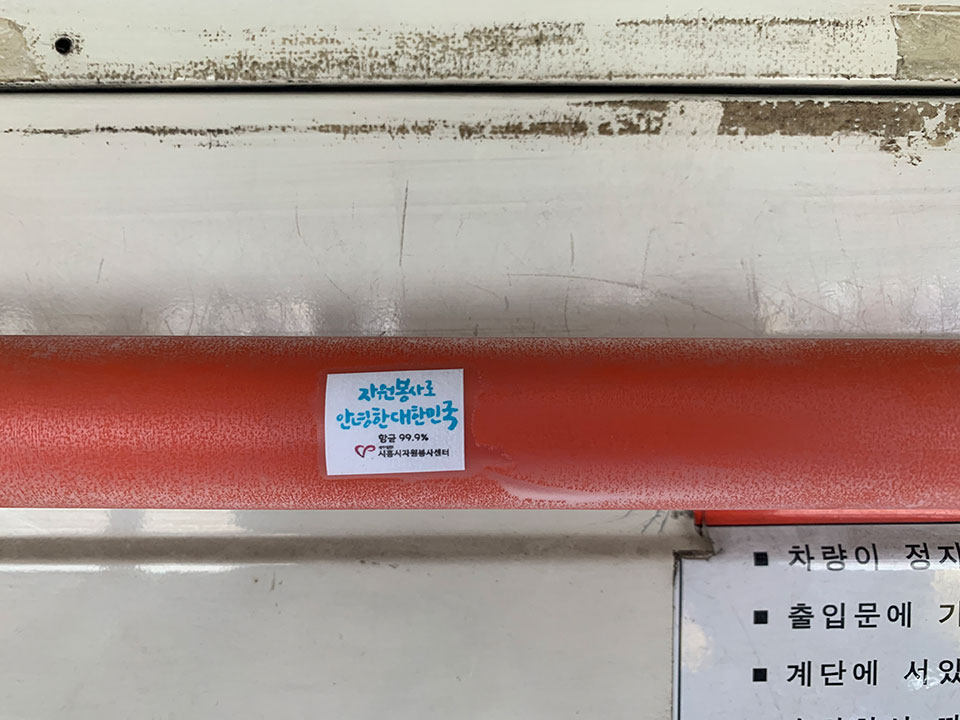 자원봉사로
안녕한대한민국
항균 99.9%
시흥시자원봉사센터
■ 차량이 정지
■ 출입문에 기
■ 계단에 서있